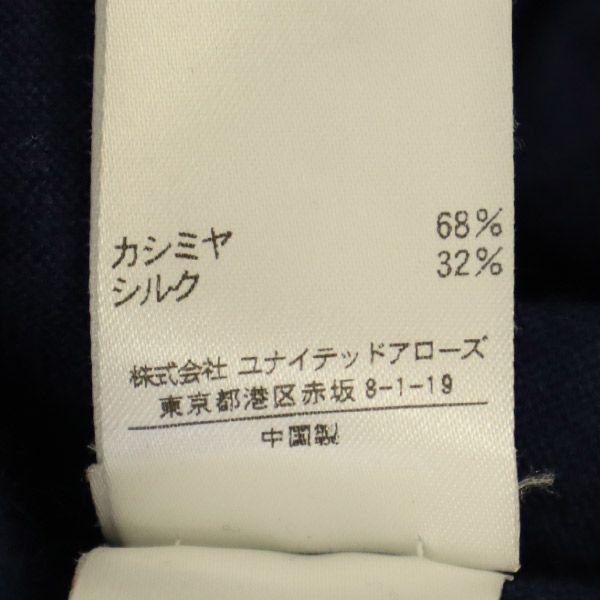 カシミヤ 68%
シルク 32%
株式会社 ユナイテッドアローズ
東京都港区赤坂 8-1-19
中国製